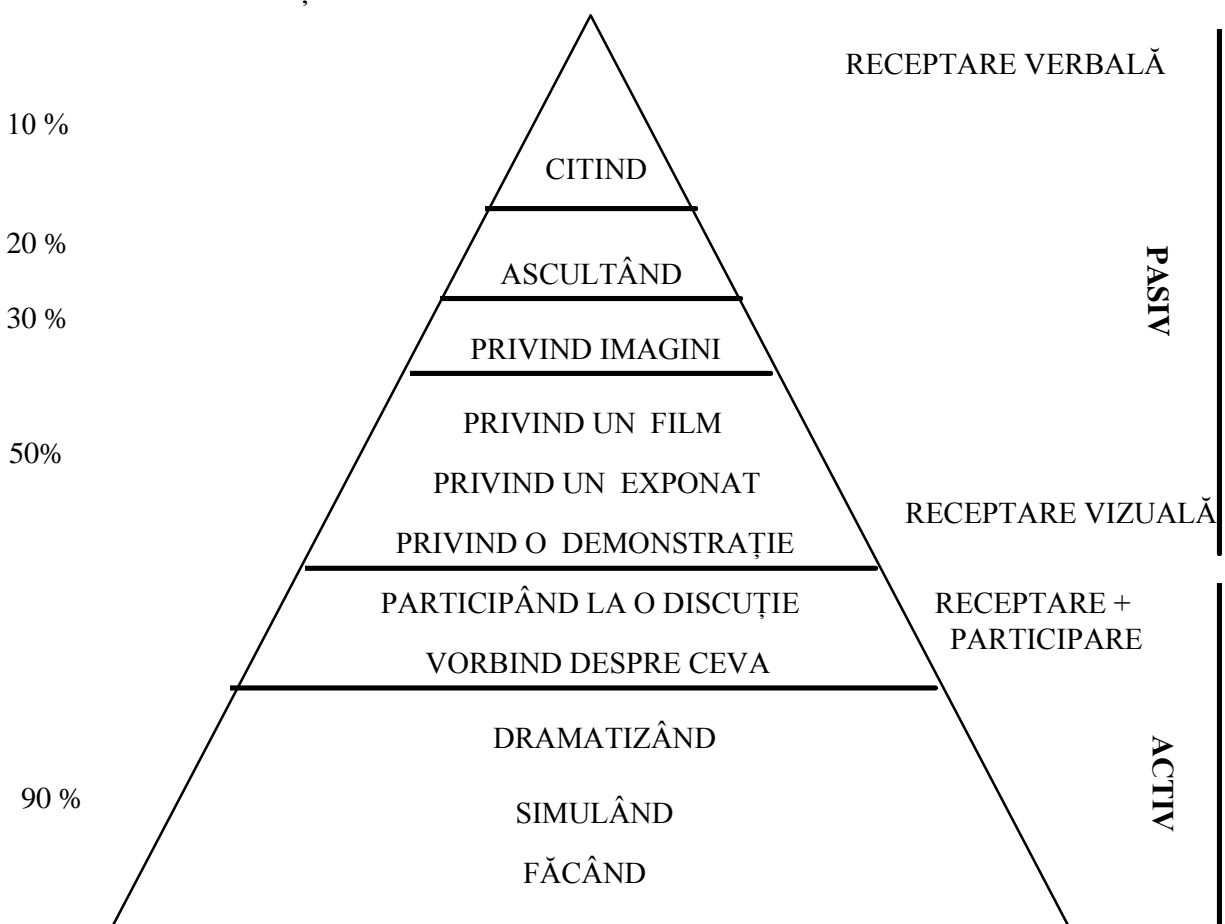 RECEPTARE VERBALĂ
10 %
CITIND
20 %
ASCULTÂND
PASIV
30 %
PRIVIND IMAGINI
PRIVIND UN FILM
50%
PRIVIND UN EXPONAT
RECEPTARE VIZUALĂ
PRIVIND O DEMONSTRAȚIE
PARTICIPÂND LA O DISCUȚIE
RECEPTARE +
PARTICIPARE
VORBIND DESPRE CEVA
DRAMATIZÂND
ACTIV
90 %
SIMULÂND
FĂCÂND